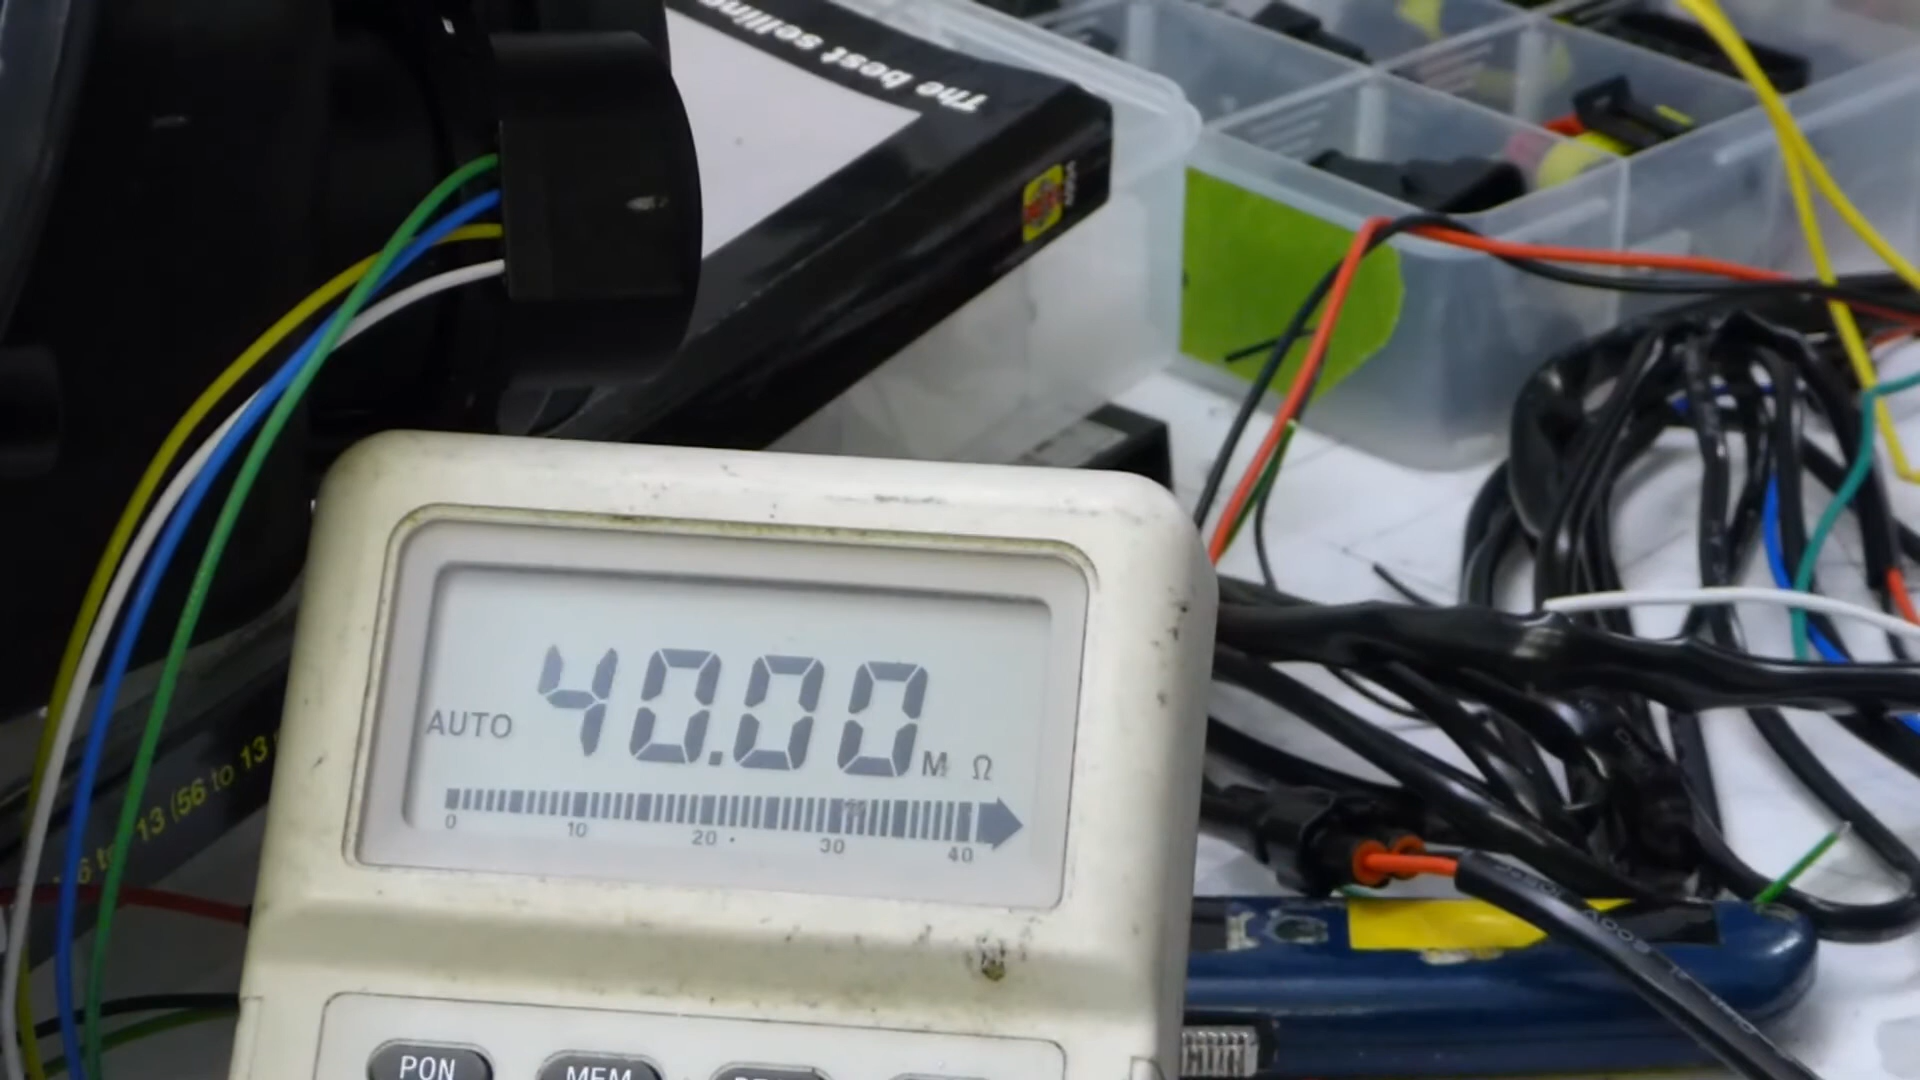 The best selling
13 (56 to 13
40.00
AUTO
M Ω
0 10 20 30 40
PON
MEM